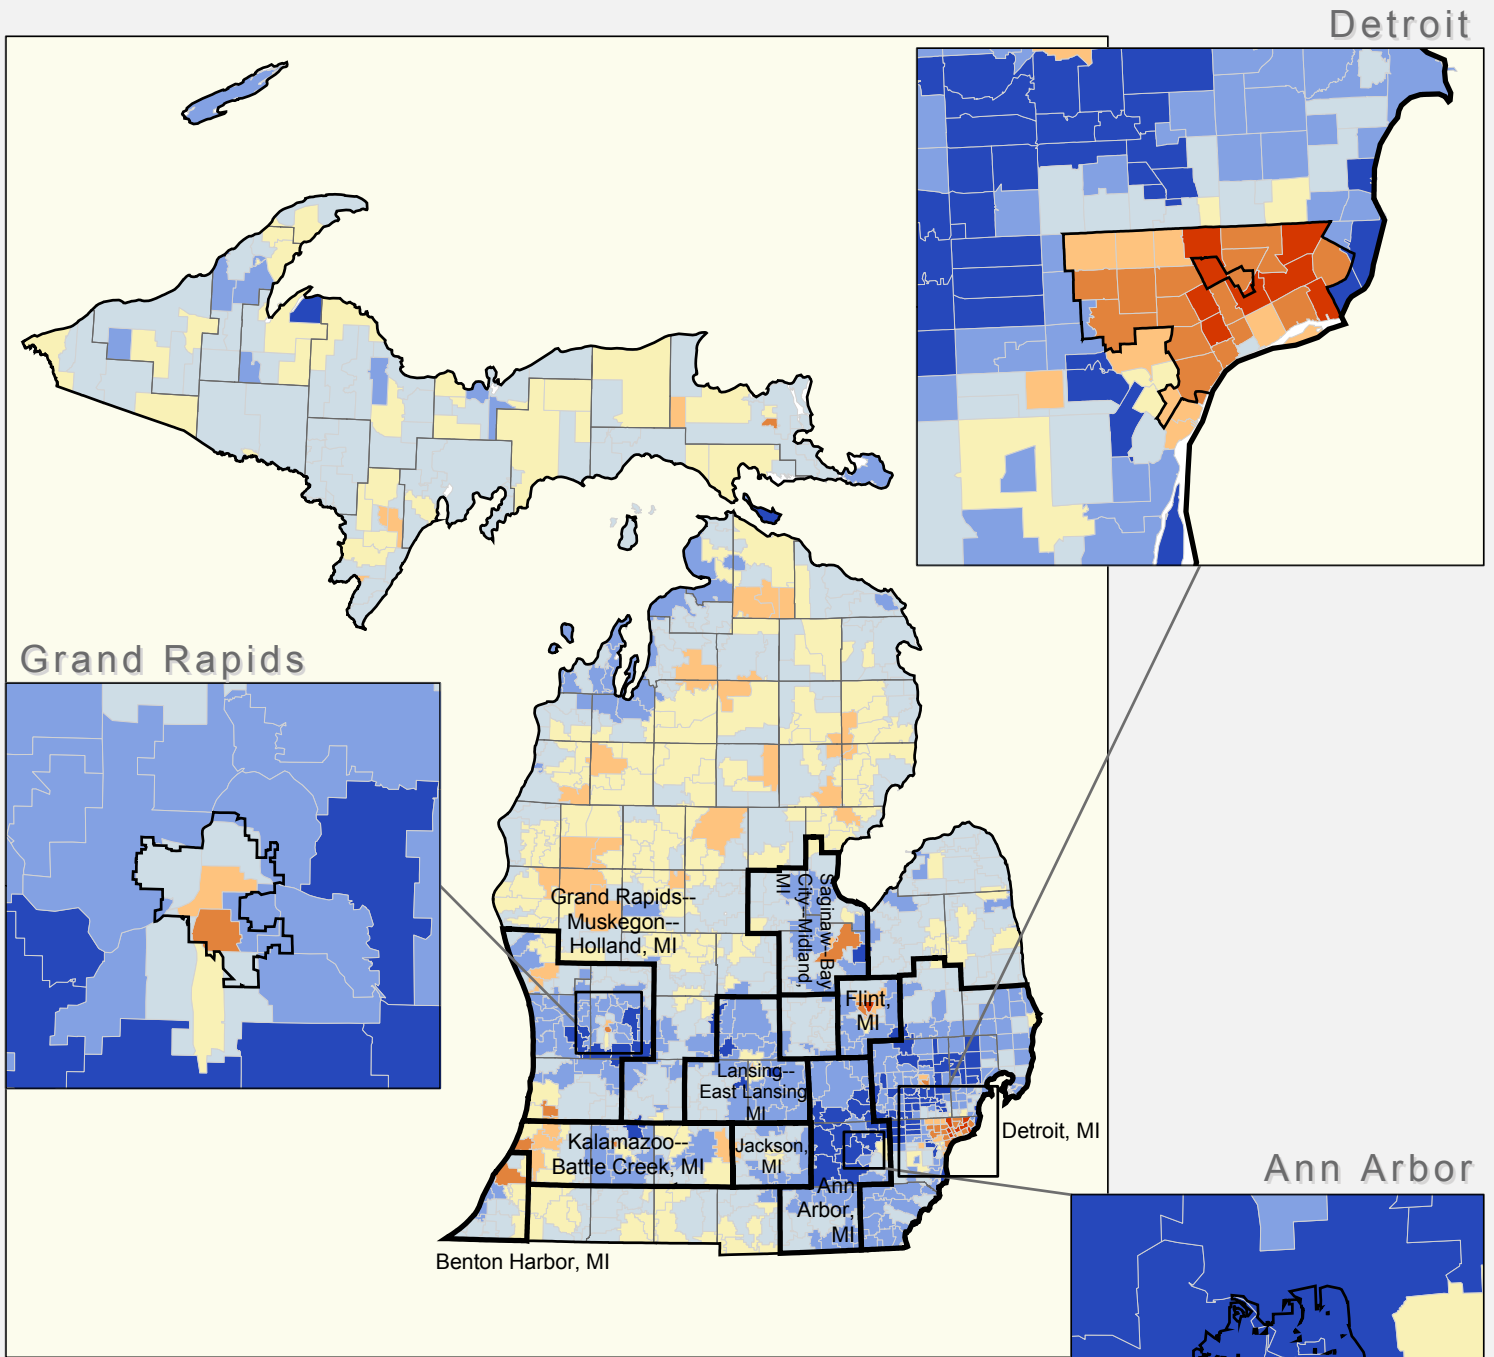 Detroit
Grand Rapids
Grand Rapids--
Muskegon--
Holland, MI
Saginaw--Bay
City--Midland,
MI
Flint,
MI
Lansing--
East Lansing
MI
Detroit, MI
Kalamazoo--
Battle Creek, MI
Jackson,
MI
Ann
Arbor,
MI
Ann Arbor
Benton Harbor, MI